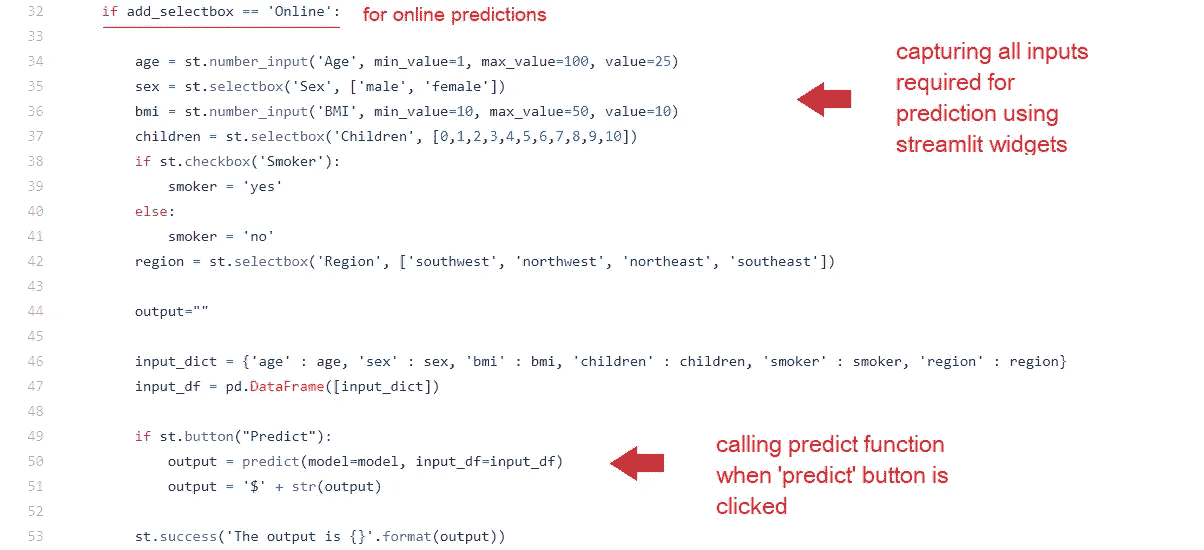 32 if add_selectbox == 'Online': for online predictions
33
34 age = st.number_input('Age', min_value=1, max_value=100, value=25)
35 sex = st.selectbox('Sex', ['male', 'female'])
36 bmi = st.number_input('BMI', min_value=10, max_value=50, value=10)
37 children = st.selectbox('Children', [0,1,2,3,4,5,6,7,8,9,10])
38 if st.checkbox('Smoker'):
39 smoker = 'yes'
40 else:
41 smoker = 'no'
42 region = st.selectbox('Region', ['southwest', 'northwest', 'northeast', 'southeast'])
43
44 output=""
45
46 input_dict = {'age' : age, 'sex' : sex, 'bmi' : bmi, 'children' : children, 'smoker' : smoker, 'region' : region}
47 input_df = pd.DataFrame([input_dict])
48
49 if st.button("Predict"):
50 output = predict(model=model, input_df=input_df)
51 output = '$' + str(output)
52
53 st.success('The output is {}'.format(output))
capturing all inputs
required for
prediction using
streamlit widgets
calling predict function
when 'predict' button is
clicked